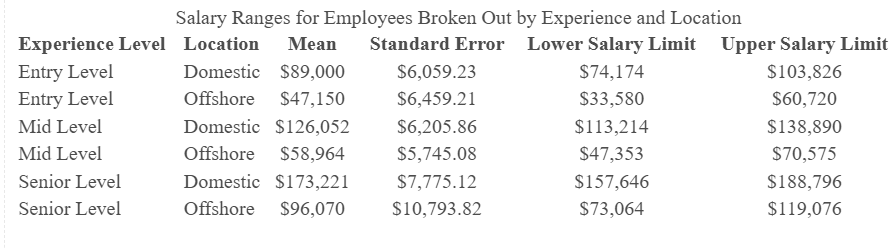 Salary Ranges for Employees Broken Out by Experience and Location
Experience Level Location Mean Standard Error Lower Salary Limit Upper Salary Limit
Entry Level Domestic $89,000 $6,059.23 $74,174 $103,826
Entry Level Offshore $47,150 $6,459.21 $33,580 $60,720
Mid Level Domestic $126,052 $6,205.86 $113,214 $138,890
Mid Level Offshore $58,964 $5,745.08 $47,353 $70,575
Senior Level Domestic $173,221 $7,775.12 $157,646 $188,796
Senior Level Offshore $96,070 $10,793.82 $73,064 $119,076